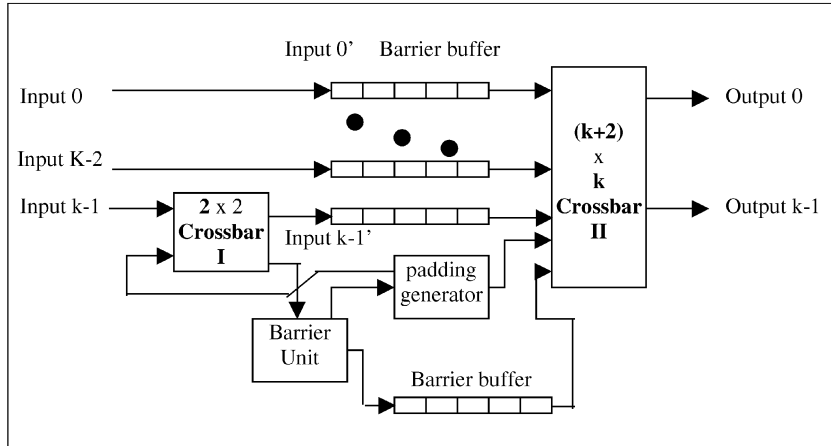 Input 0’ Barrier buffer
Input 0
Output 0
(k+2)
x
k
Crossbar
II
Input K-2
Input k-1
2 x 2
Crossbar
I
Input k-1’
Output k-1
padding
generator
Barrier
Unit
Barrier buffer